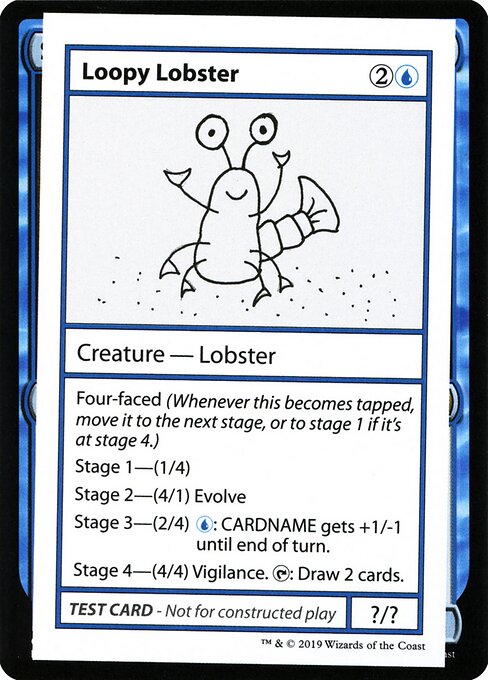 Loopy Lobster 2
Creature — Lobster
Four-faced (Whenever this becomes tapped,
move it to the next stage, or to stage 1 if it's
at stage 4.)
Stage 1—(1/4)
Stage 2—(4/1) Evolve
Stage 3—(2/4) : CARDNAME gets +1/-1
until end of turn.
Stage 4—(4/4) Vigilance. : Draw 2 cards.
TEST CARD - Not for constructed play ?/?
™ & © 2019 Wizards of the Coast